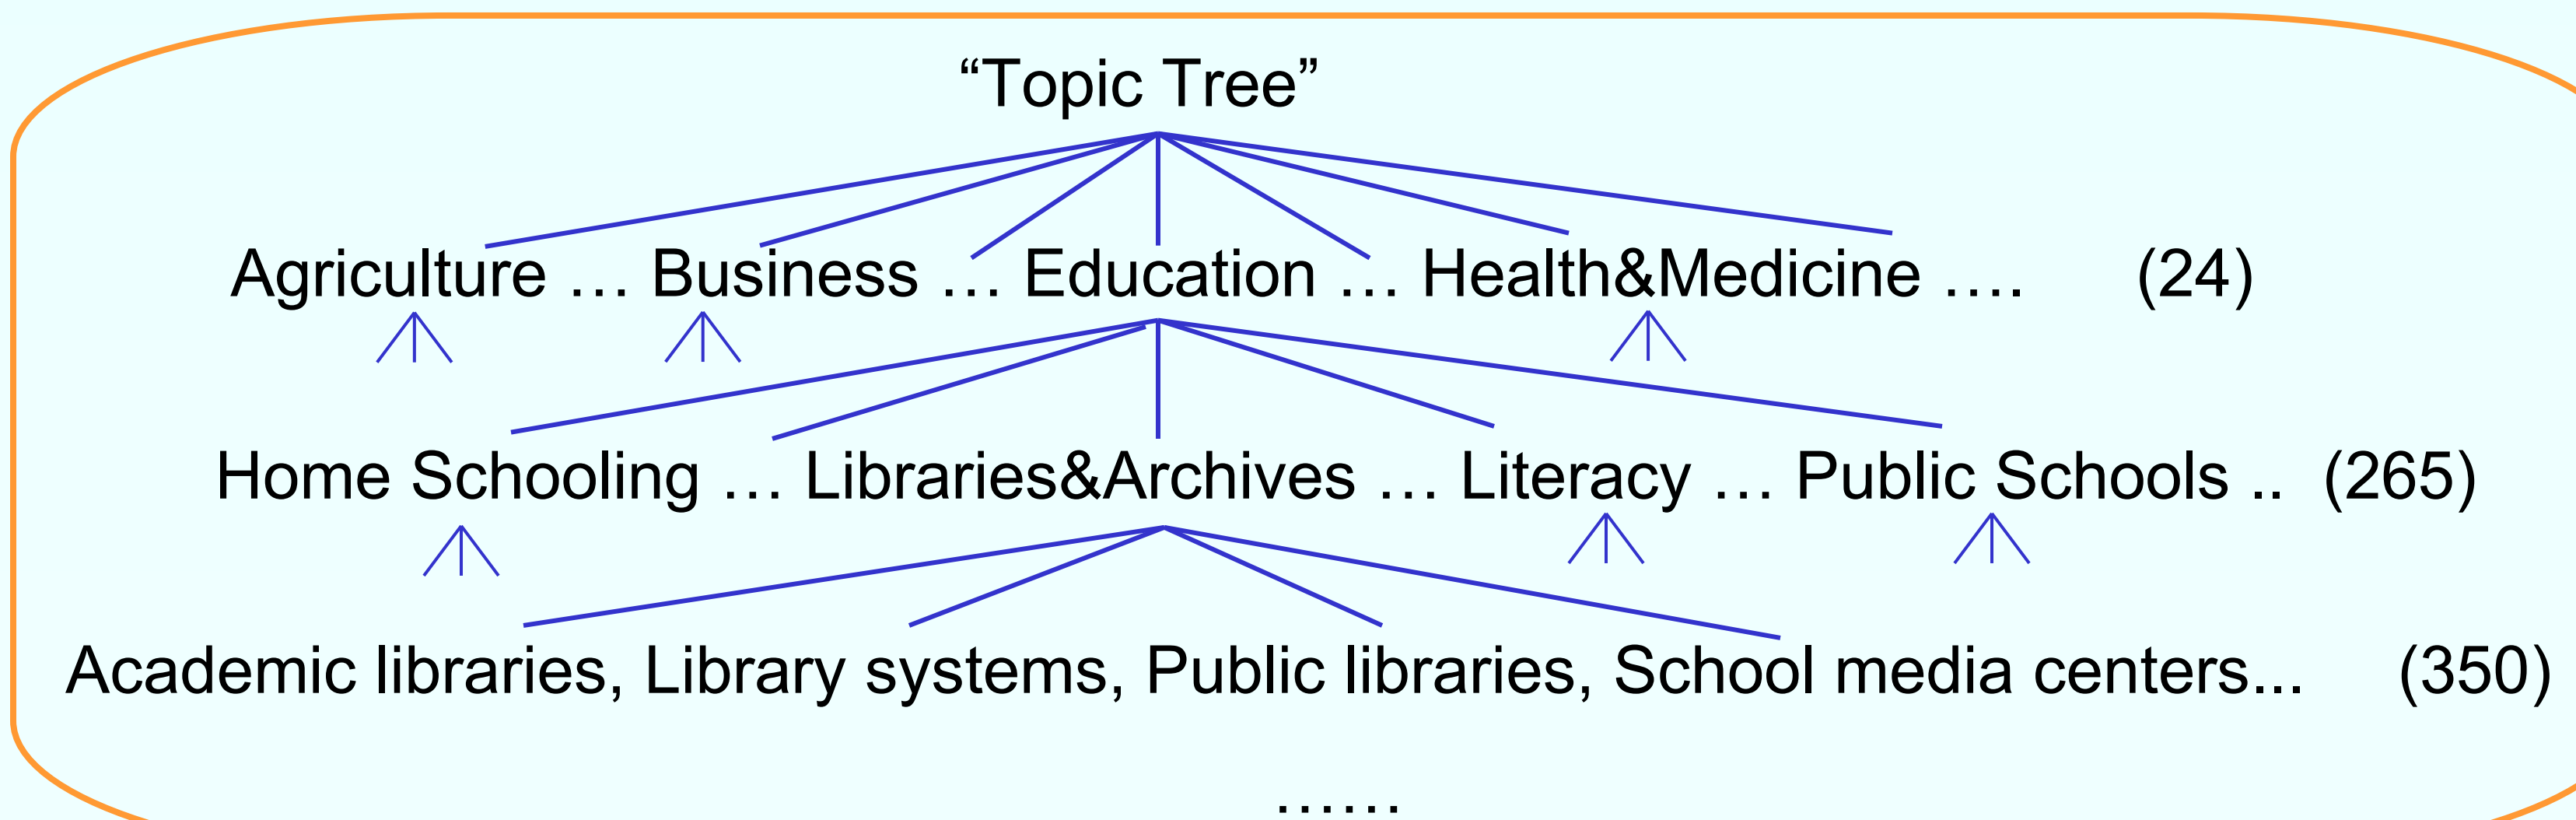 “Topic Tree”
Agriculture … Business … Education … Health&Medicine …. (24)
Home Schooling … Libraries&Archives … Literacy … Public Schools .. (265)
Academic libraries, Library systems, Public libraries, School media centers... (350)
……